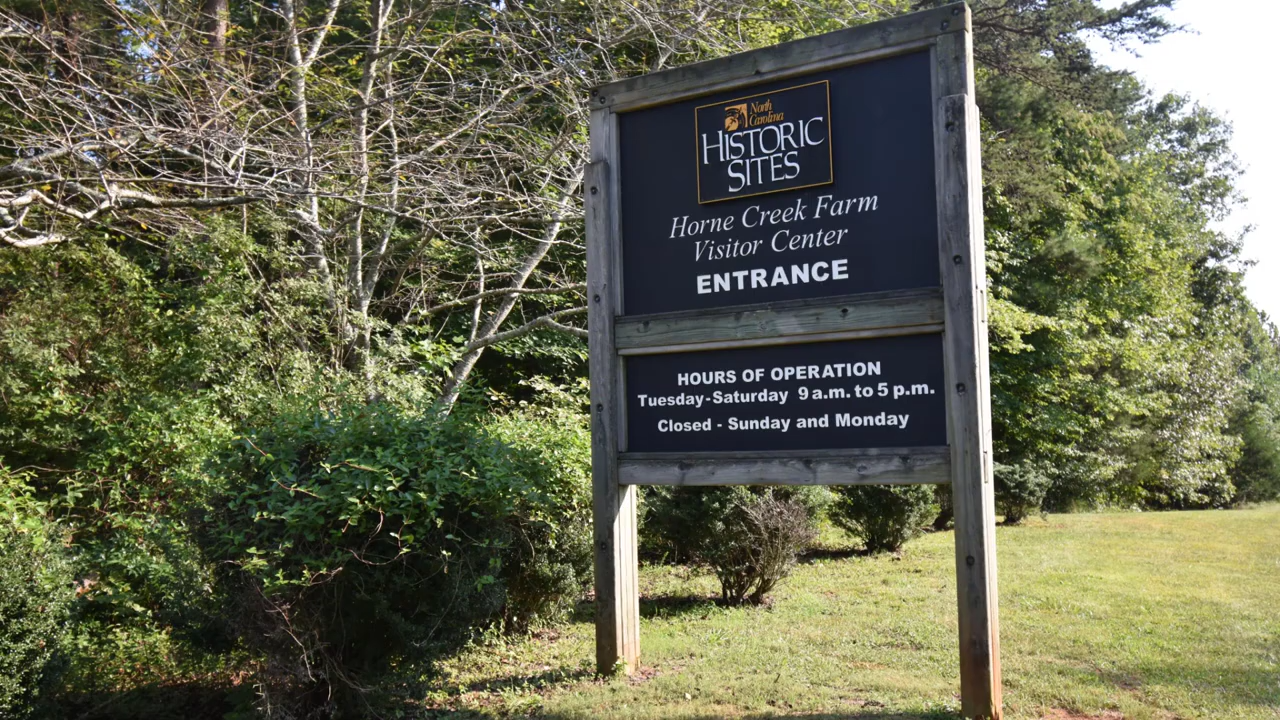 North
Carolina
HISTORIC
SITES
Horne Creek Farm
Visitor Center
ENTRANCE
HOURS OF OPERATION
Tuesday-Saturday 9 a.m. to 5 p.m.
Closed - Sunday and Monday